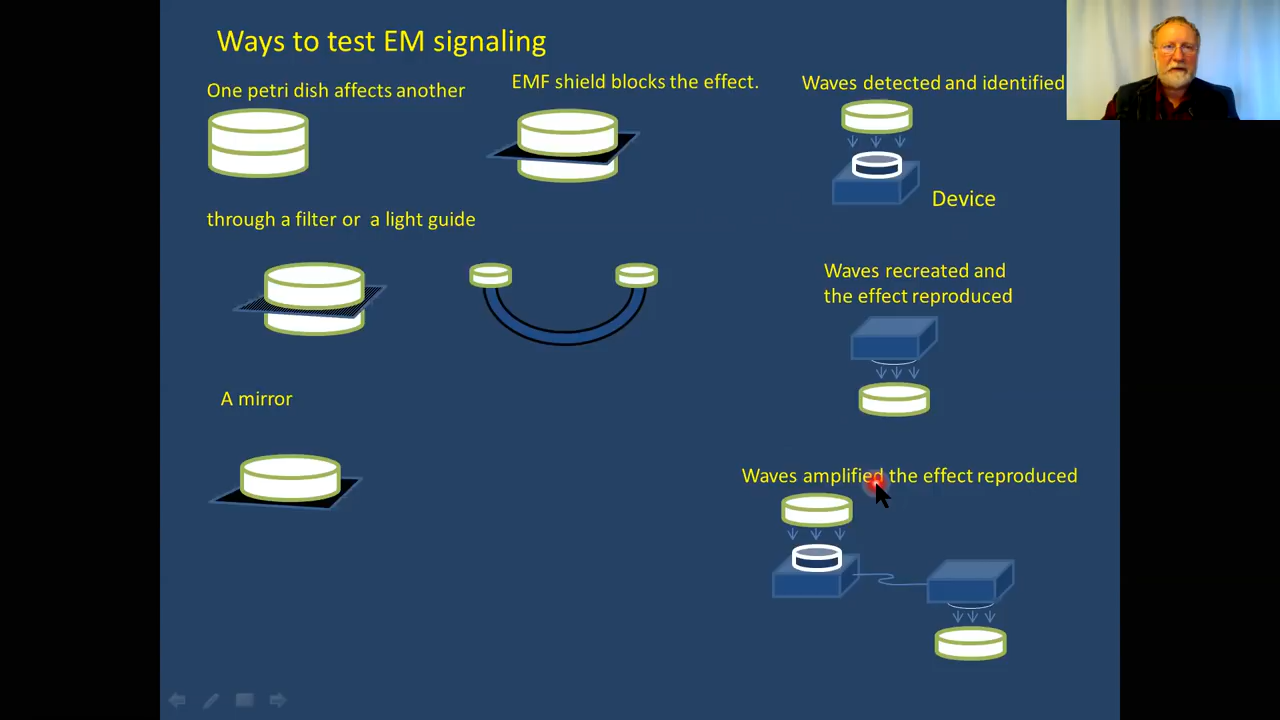 Ways to test EM signaling
One petri dish affects another
EMF shield blocks the effect.
Waves detected and identified
Device
through a filter or a light guide
Waves recreated and
the effect reproduced
A mirror
Waves amplified the effect reproduced